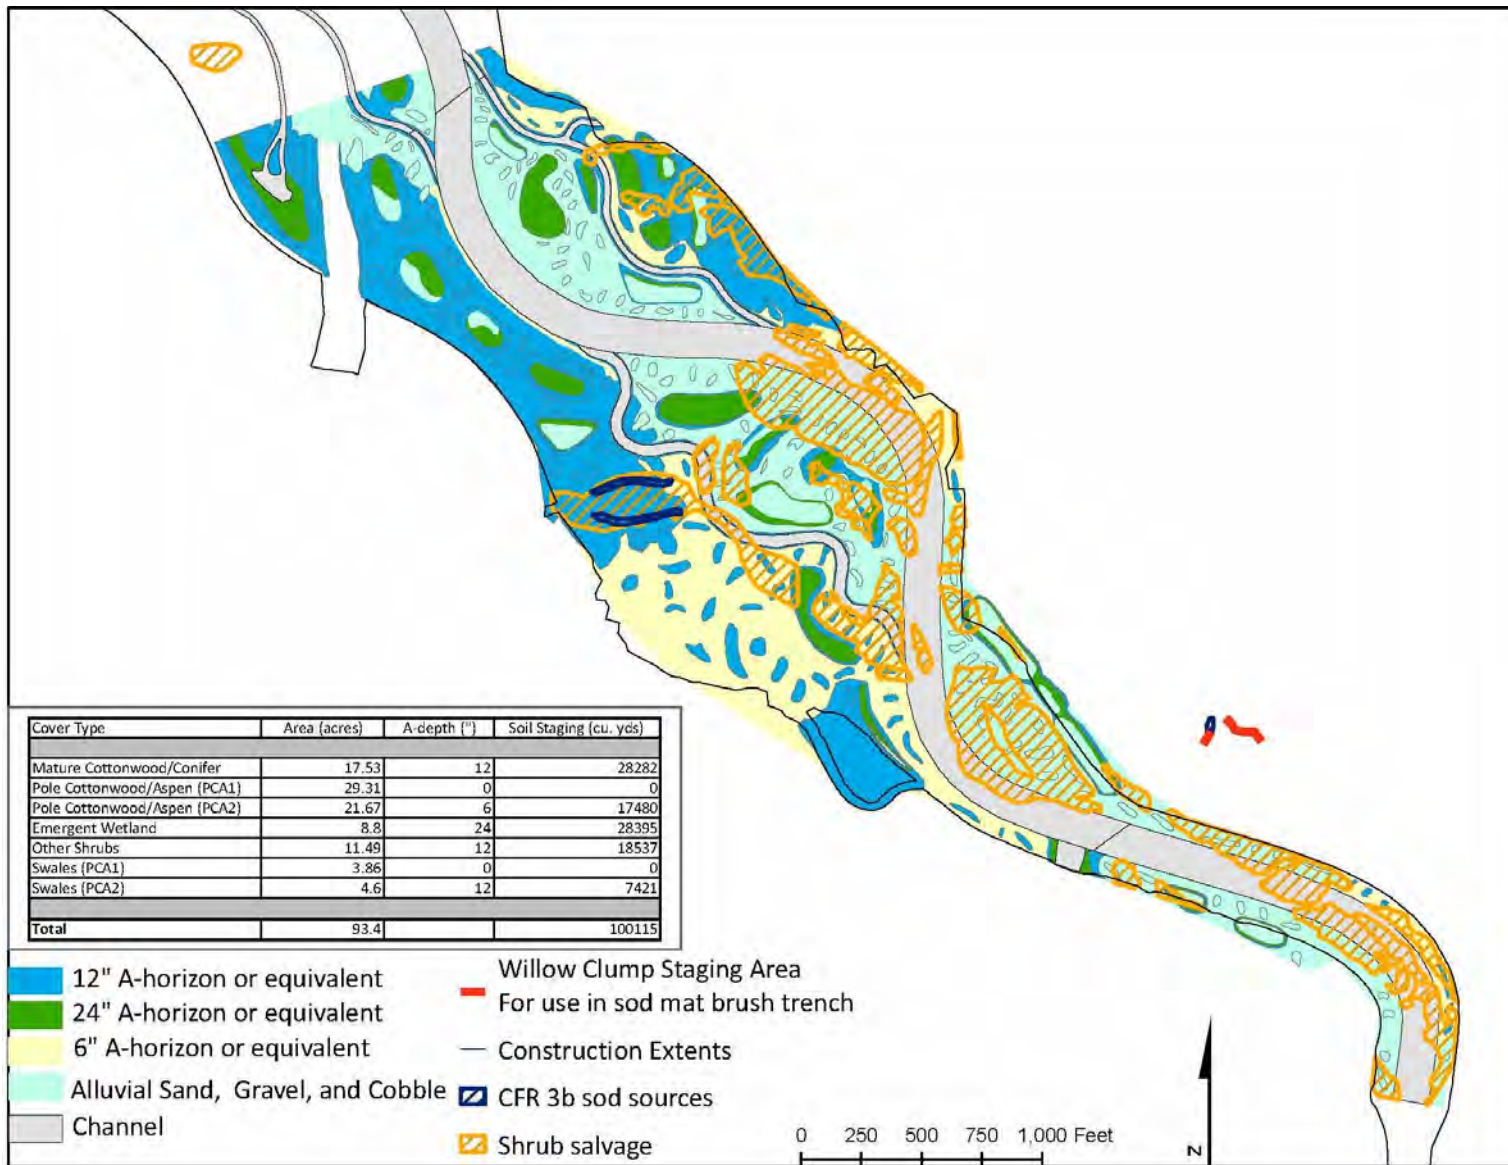 Cover Type Area (acres) A-depth (") Soil Staging (cu. yds)
Mature Cottonwood/Conifer 17.53 12 28282
Pole Cottonwood/Aspen (PCA1) 29.31 0 0
Pole Cottonwood/Aspen (PCA2) 21.67 6 17480
Emergent Wetland 8.8 24 28395
Other Shrubs 11.49 12 18537
Swales (PCA1) 3.86 0 0
Swales (PCA2) 4.6 12 7421
Total 93.4 100115
12" A-horizon or equivalent
24" A-horizon or equivalent
6" A-horizon or equivalent
Alluvial Sand, Gravel, and Cobble
Channel
Willow Clump Staging Area
For use in sod mat brush trench
Construction Extents
CFR 3b sod sources
Shrub salvage
0 250 500 750 1,000 Feet
N